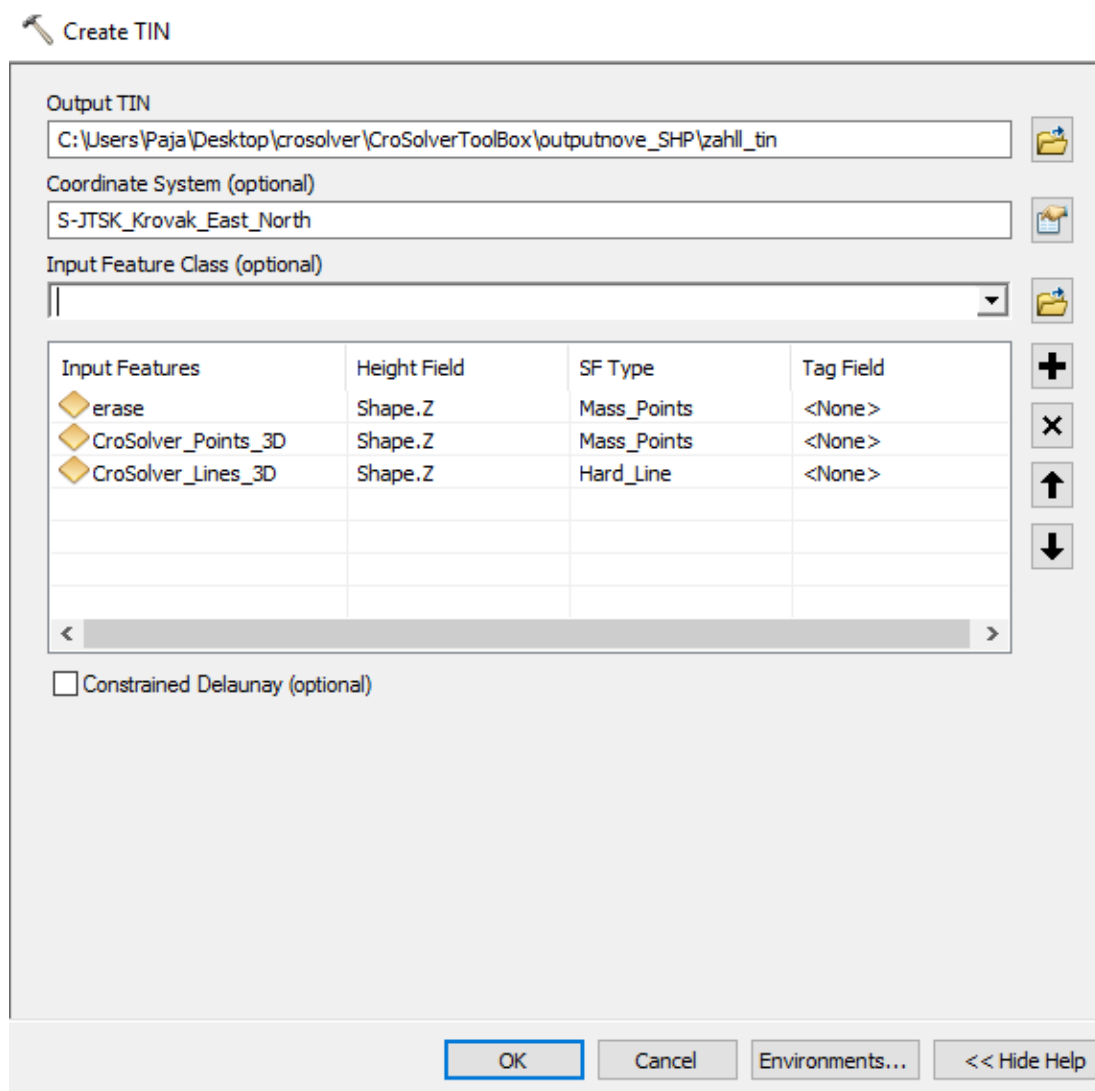 Create TIN
Output TIN
C:\Users\Paja\Desktop\crosolver\CroSolverToolBox\outputnove_SHP\zahll_tin
Coordinate System (optional)
S-JTSK_Krovak_East_North
Input Feature Class (optional)
Input Features Height Field SF Type Tag Field
erase Shape.Z Mass_Points <None>
CroSolver_Points_3D Shape.Z Mass_Points <None>
CroSolver_Lines_3D Shape.Z Hard_Line <None>
Constrained Delaunay (optional)
OK Cancel Environments... << Hide Help